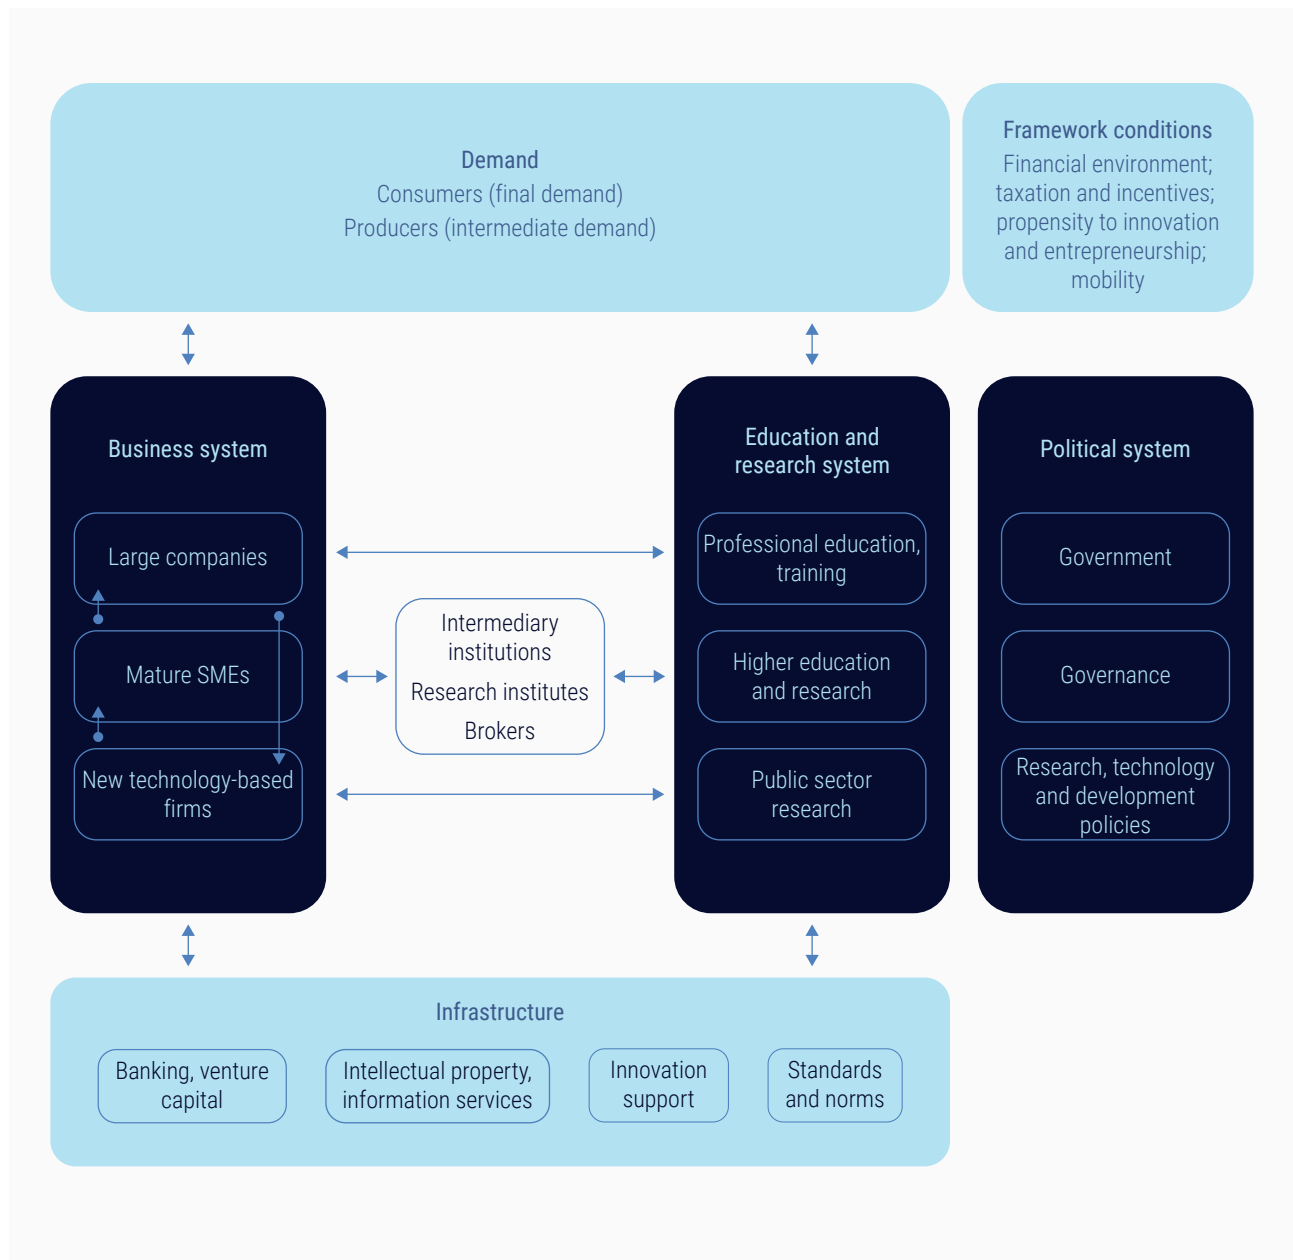 Demand
Consumers (final demand)
Producers (intermediate demand)
Framework conditions
Financial environment;
taxation and incentives;
propensity to innovation
and entrepreneurship;
mobility
Business system
Large companies
Mature SMEs
New technology-based
firms
Intermediary
institutions
Research institutes
Brokers
Education and
research system
Professional education,
training
Higher education
and research
Public sector
research
Political system
Government
Governance
Research, technology
and development
policies
Infrastructure
Banking, venture
capital
Intellectual property,
information services
Innovation
support
Standards
and norms